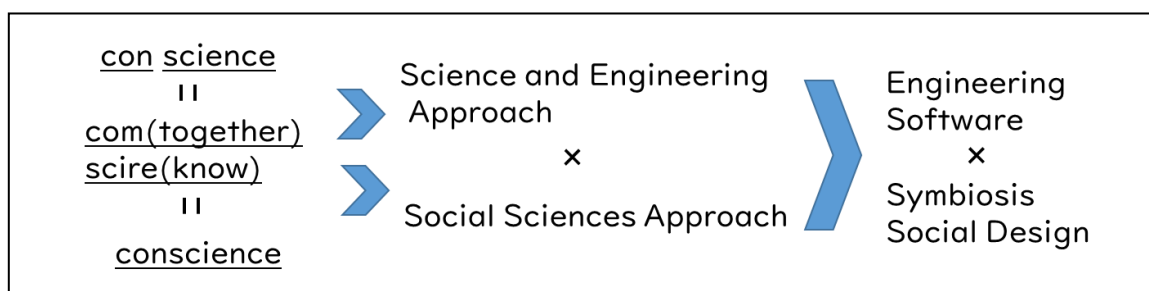 con science
=
com(together)
scire(know)
=
conscience
Science and Engineering
Approach
×
Social Sciences Approach
Engineering
Software
×
Symbiosis
Social Design